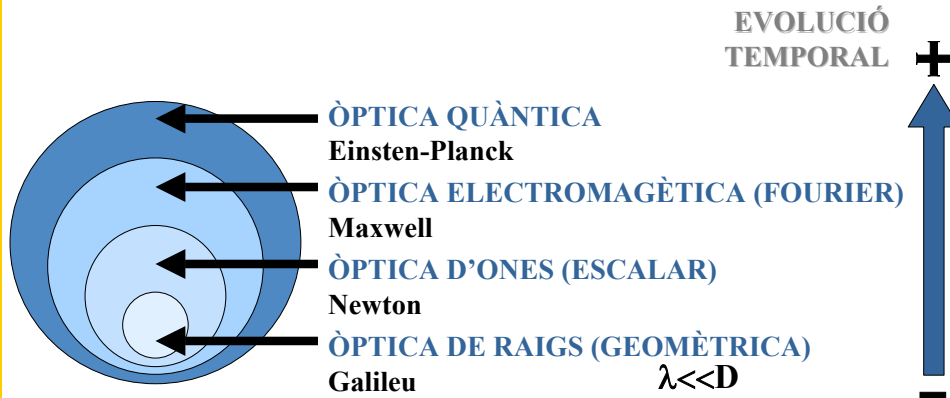 EVOLUCIÓ
TEMPORAL
+
ÒPTICA QUÀNTICA
Einsten-Planck
ÒPTICA ELECTROMAGÈTICA (FOURIER)
Maxwell
ÒPTICA D’ONES (ESCALAR)
Newton
ÒPTICA DE RAIGS (GEOMÈTRICA)
Galileu
λ<<D
-